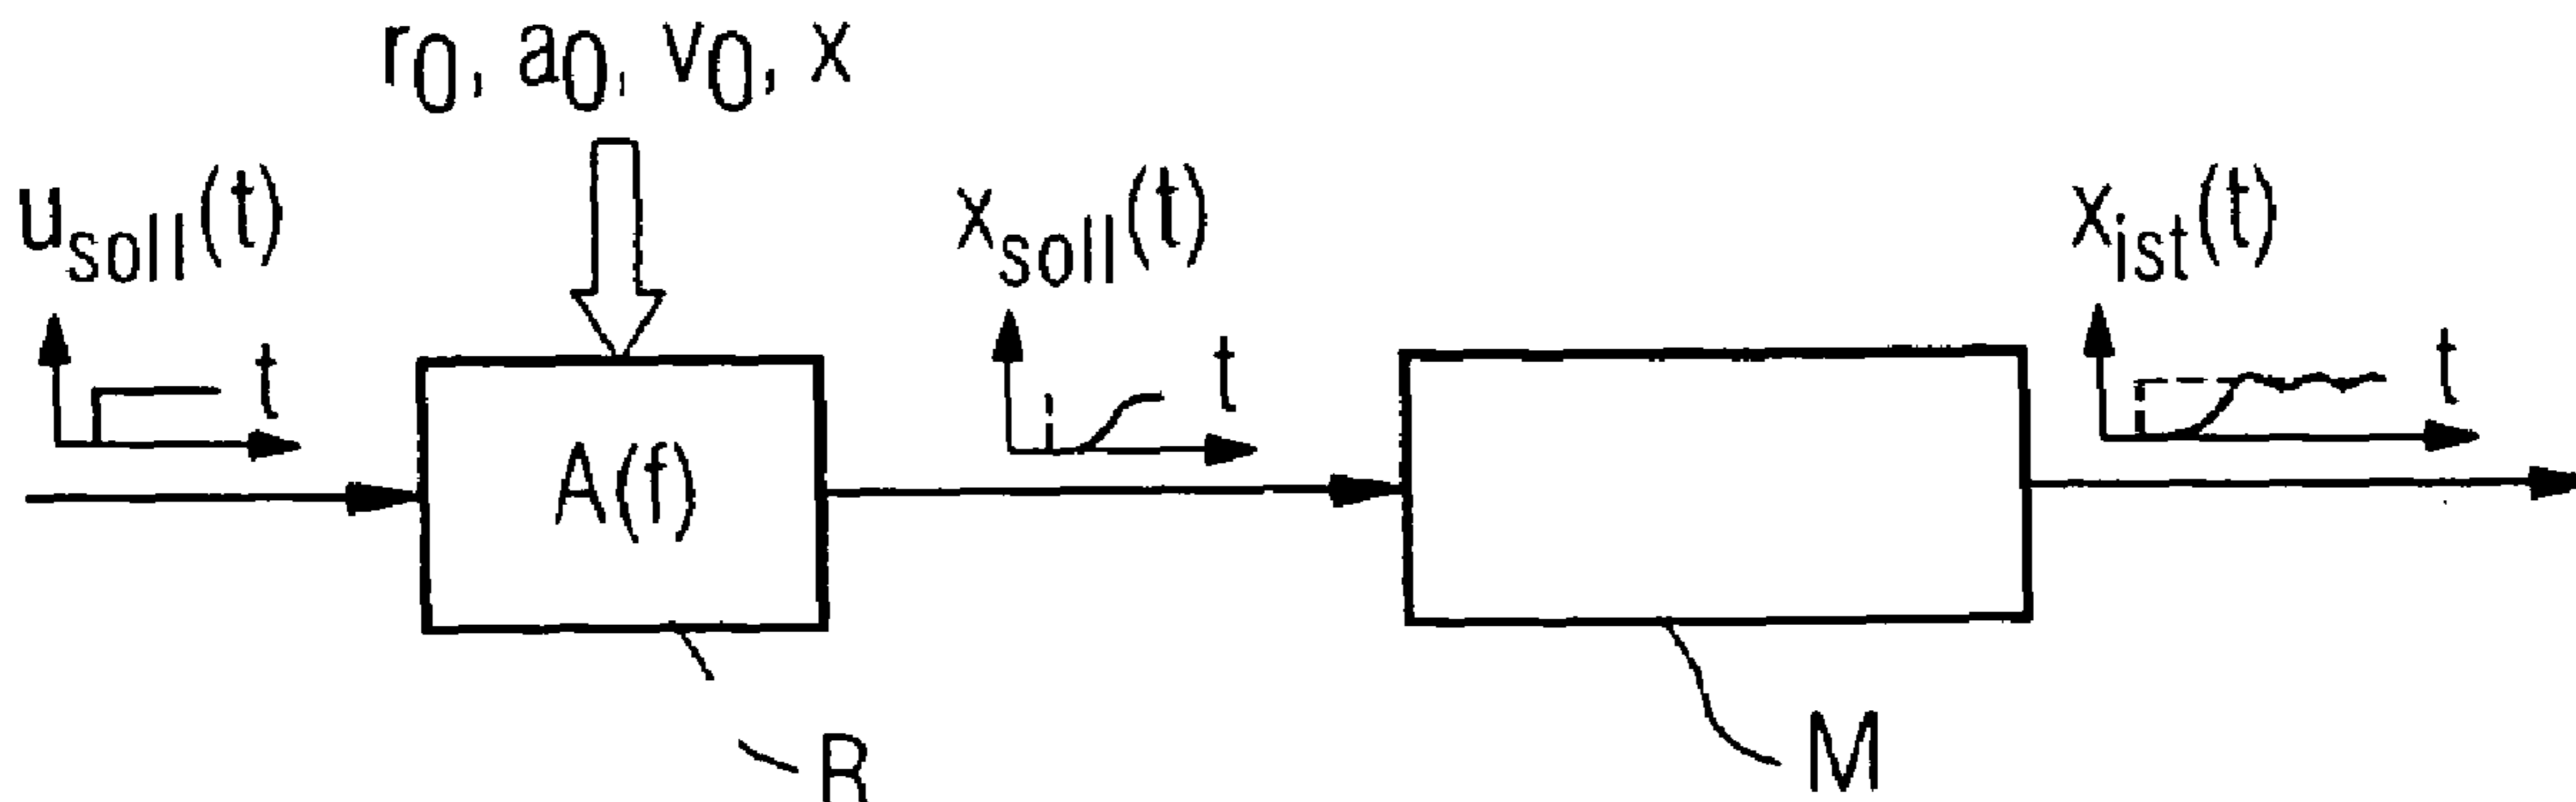 r0, a0, v0, x
usoll(t)
xsoll(t)
xist(t)
t
t
t
A(f)
M